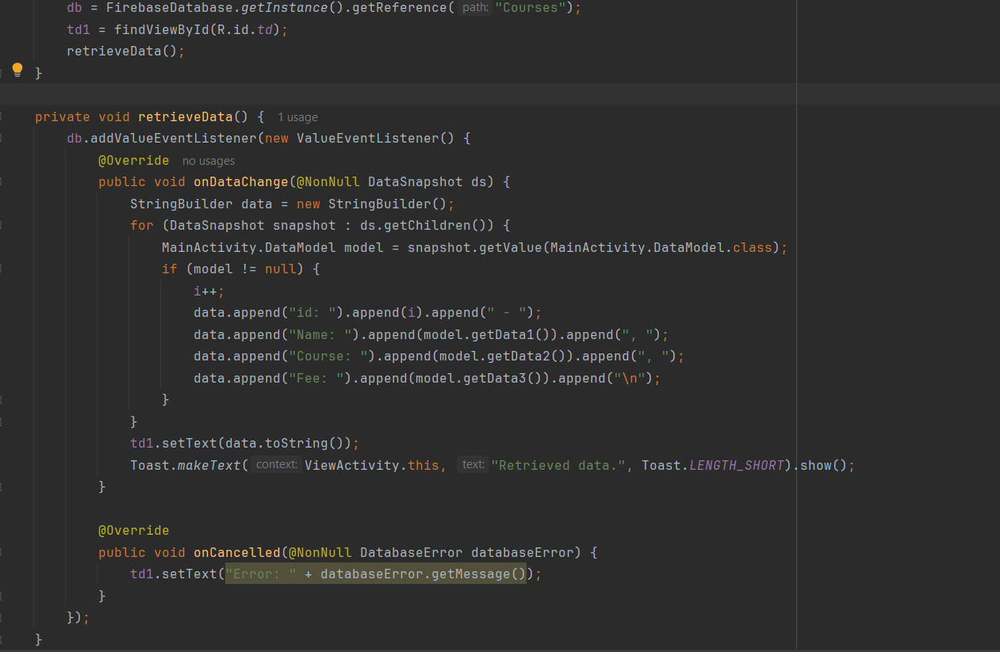 db = FirebaseDatabase.getInstance().getReference( path: "Courses");
td1 = findViewById(R.id.td);
retrieveData();
}
private void retrieveData() { 1 usage
db.addValueEventListener(new ValueEventListener() {
@Override no usages
public void onDataChange(@NonNull DataSnapshot ds) {
StringBuilder data = new StringBuilder();
for (DataSnapshot snapshot : ds.getChildren()) {
MainActivity.DataModel model = snapshot.getValue(MainActivity.DataModel.class);
if (model != null) {
i++;
data.append("id: ").append(i).append(" - ");
data.append("Name: ").append(model.getData1()).append(", ");
data.append("Course: ").append(model.getData2()).append(", ");
data.append("Fee: ").append(model.getData3()).append("\n");
}
}
td1.setText(data.toString());
Toast.makeText( context: ViewActivity.this, text: "Retrieved data.", Toast.LENGTH_SHORT).show();
}
@Override
public void onCancelled(@NonNull DatabaseError databaseError) {
td1.setText("Error: " + databaseError.getMessage());
}
});
}